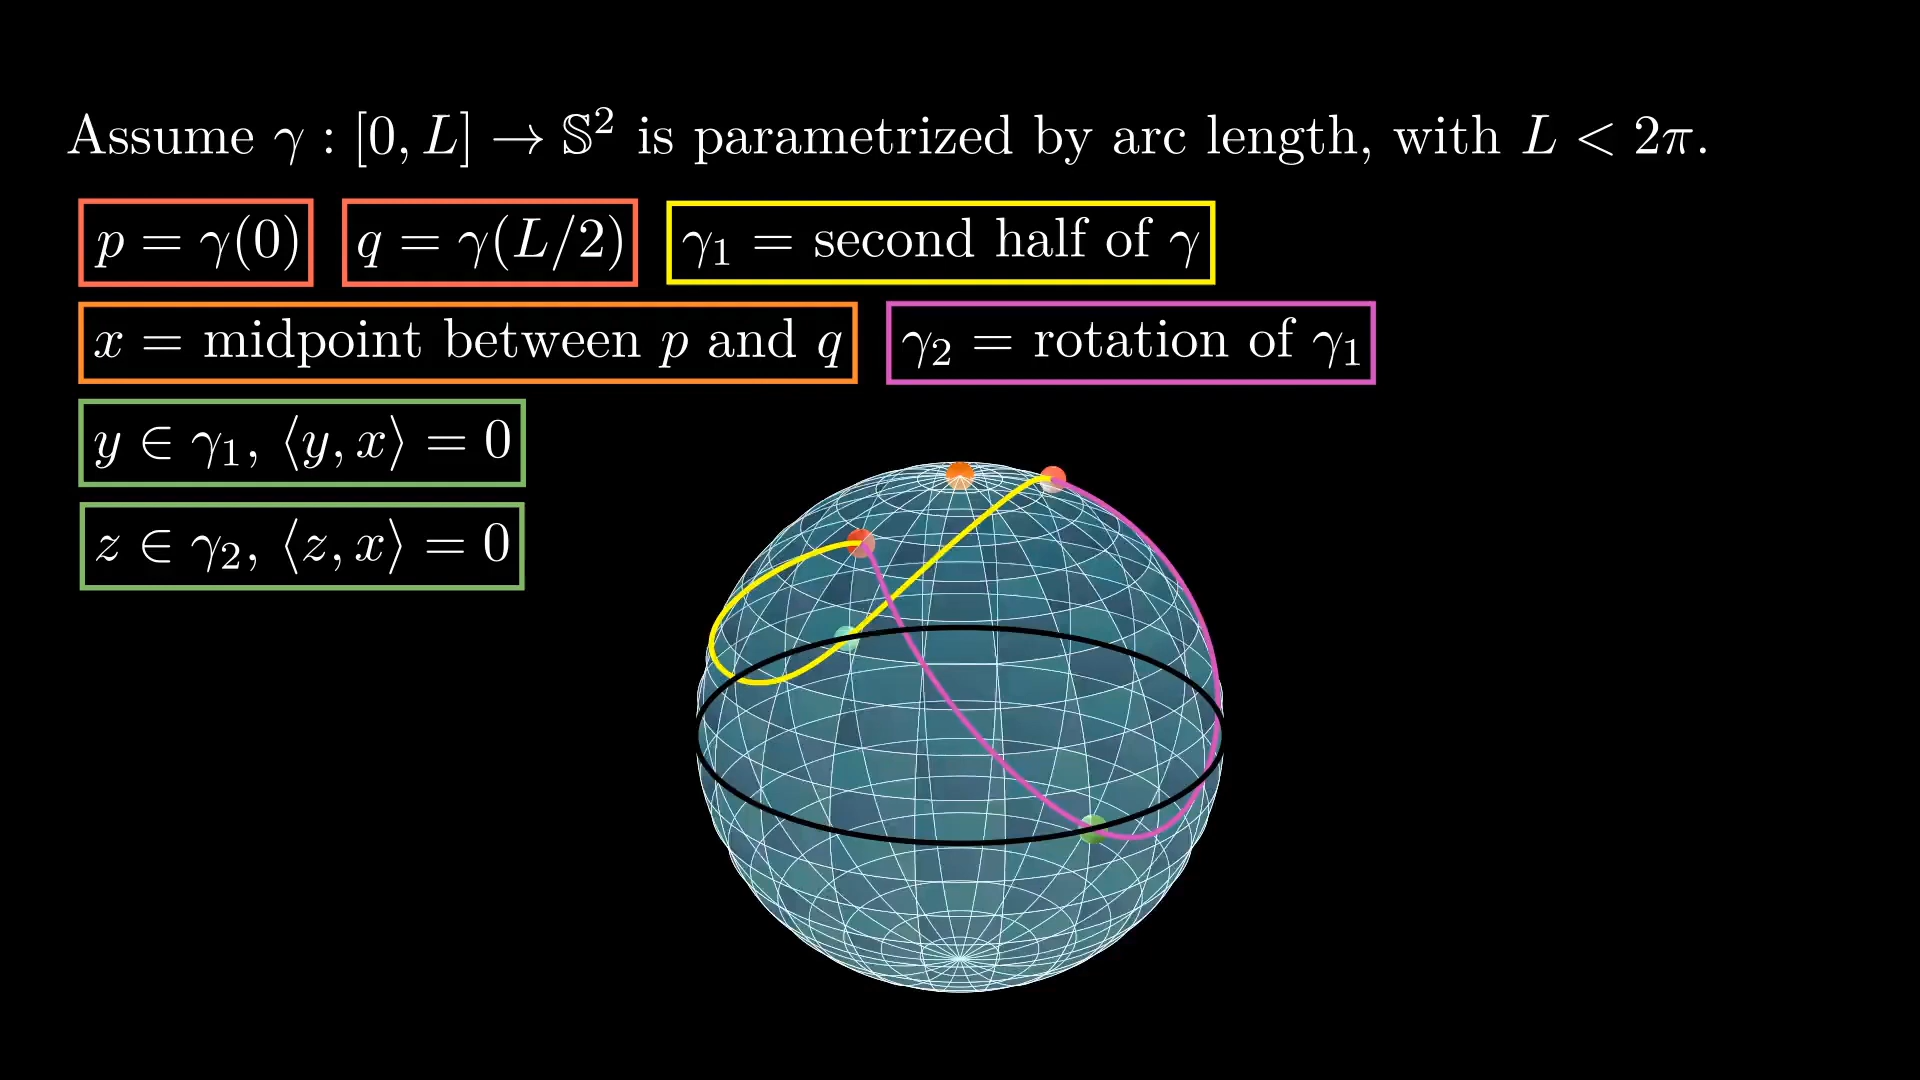 Assume γ : [0, L] → 𝕊² is parametrized by arc length, with L < 2π.
p = γ(0) q = γ(L/2) γ₁ = second half of γ
x = midpoint between p and q γ₂ = rotation of γ₁
y ∈ γ₁, ⟨y, x⟩ = 0
z ∈ γ₂, ⟨z, x⟩ = 0